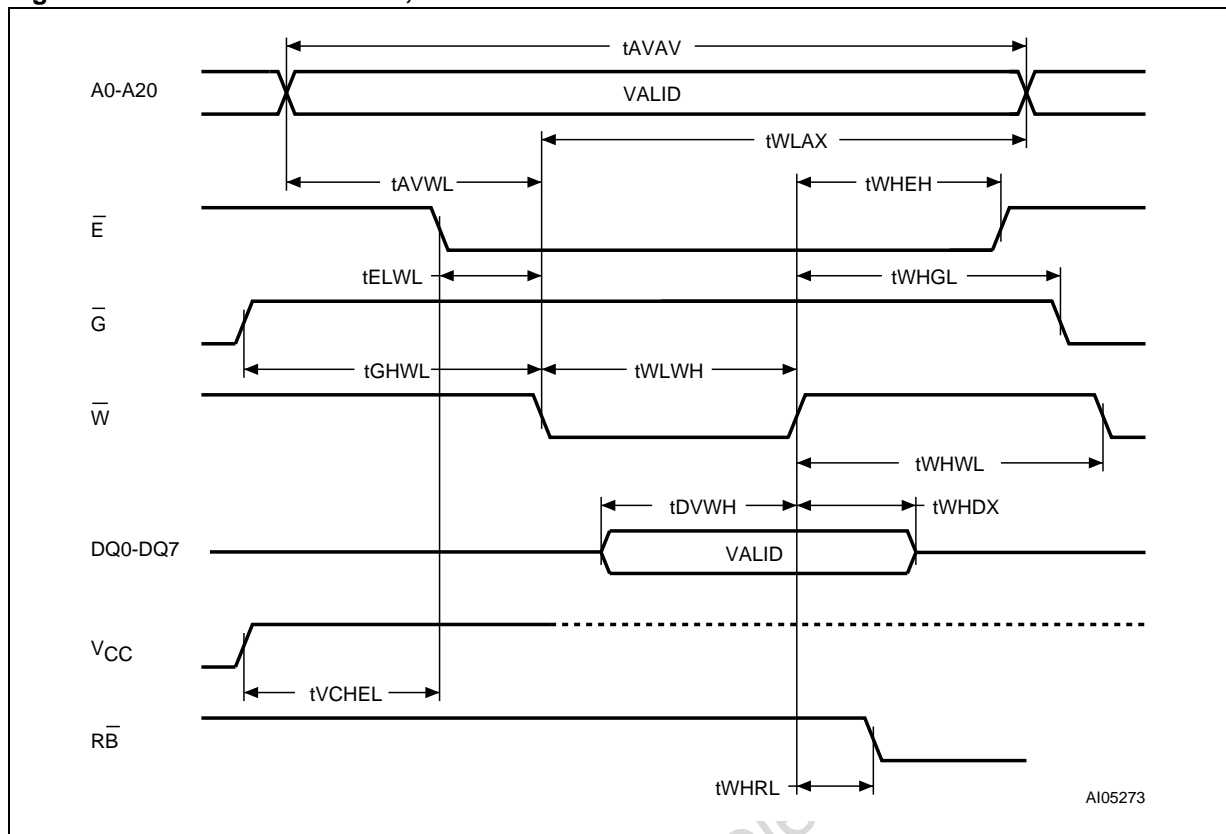 tAVAV
A0-A20
VALID
tWLAX
tAVWL
tWHEH
E̅
tELWL
tWHGL
G̅
tGHWL
tWLWH
W̅
tWHWL
tDVWH
tWHDX
DQ0-DQ7
VALID
VCC
tVCHEL
RB̅
tWHRL
AI05273